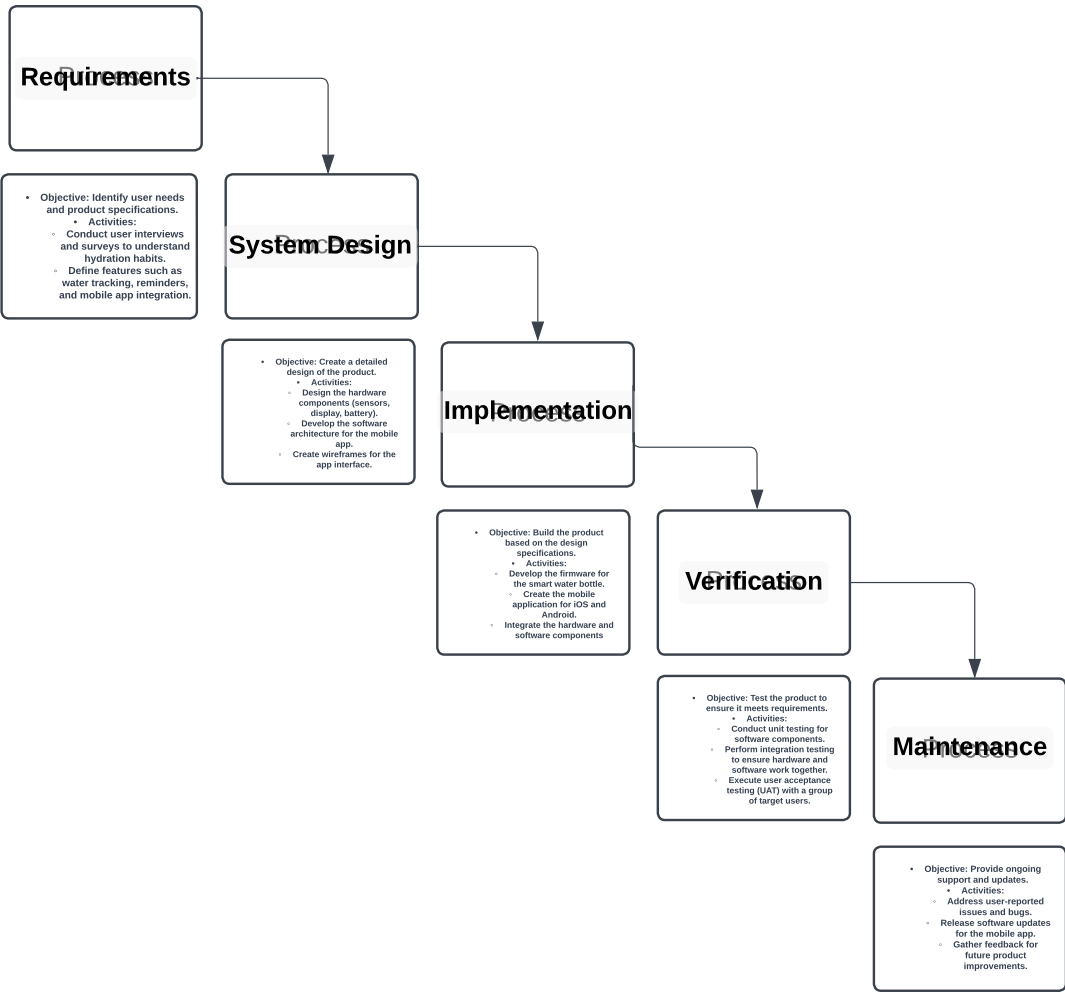 Requirements
Process
• Objective: Identify user needs
and product specifications.
• Activities:
◦ Conduct user interviews
and surveys to understand
hydration habits.
◦ Define features such as
water tracking, reminders,
and mobile app integration.
System Design
Process
• Objective: Create a detailed
design of the product.
• Activities:
◦ Design the hardware
components (sensors,
display, battery).
◦ Develop the software
architecture for the mobile
app.
◦ Create wireframes for the
app interface.
Implementation
Process
• Objective: Build the product
based on the design
specifications.
• Activities:
◦ Develop the firmware for
the smart water bottle.
◦ Create the mobile
application for iOS and
Android.
◦ Integrate the hardware and
software components
Verification
Process
• Objective: Test the product to
ensure it meets requirements.
• Activities:
◦ Conduct unit testing for
software components.
◦ Perform integration testing
to ensure hardware and
software work together.
◦ Execute user acceptance
testing (UAT) with a group
of target users.
Maintenance
Process
• Objective: Provide ongoing
support and updates.
• Activities:
◦ Address user-reported
issues and bugs.
◦ Release software updates
for the mobile app.
◦ Gather feedback for
future product
improvements.